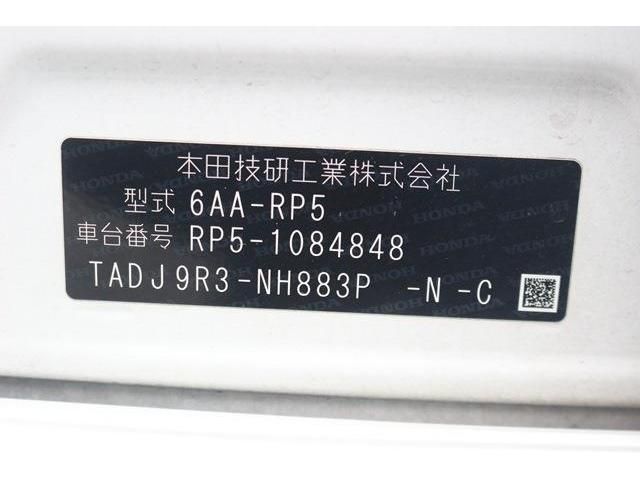 本田技研工業株式会社
型式 6AA-RP5
車台番号 RP5-1084848
TADJ9R3-NH883P -N -C